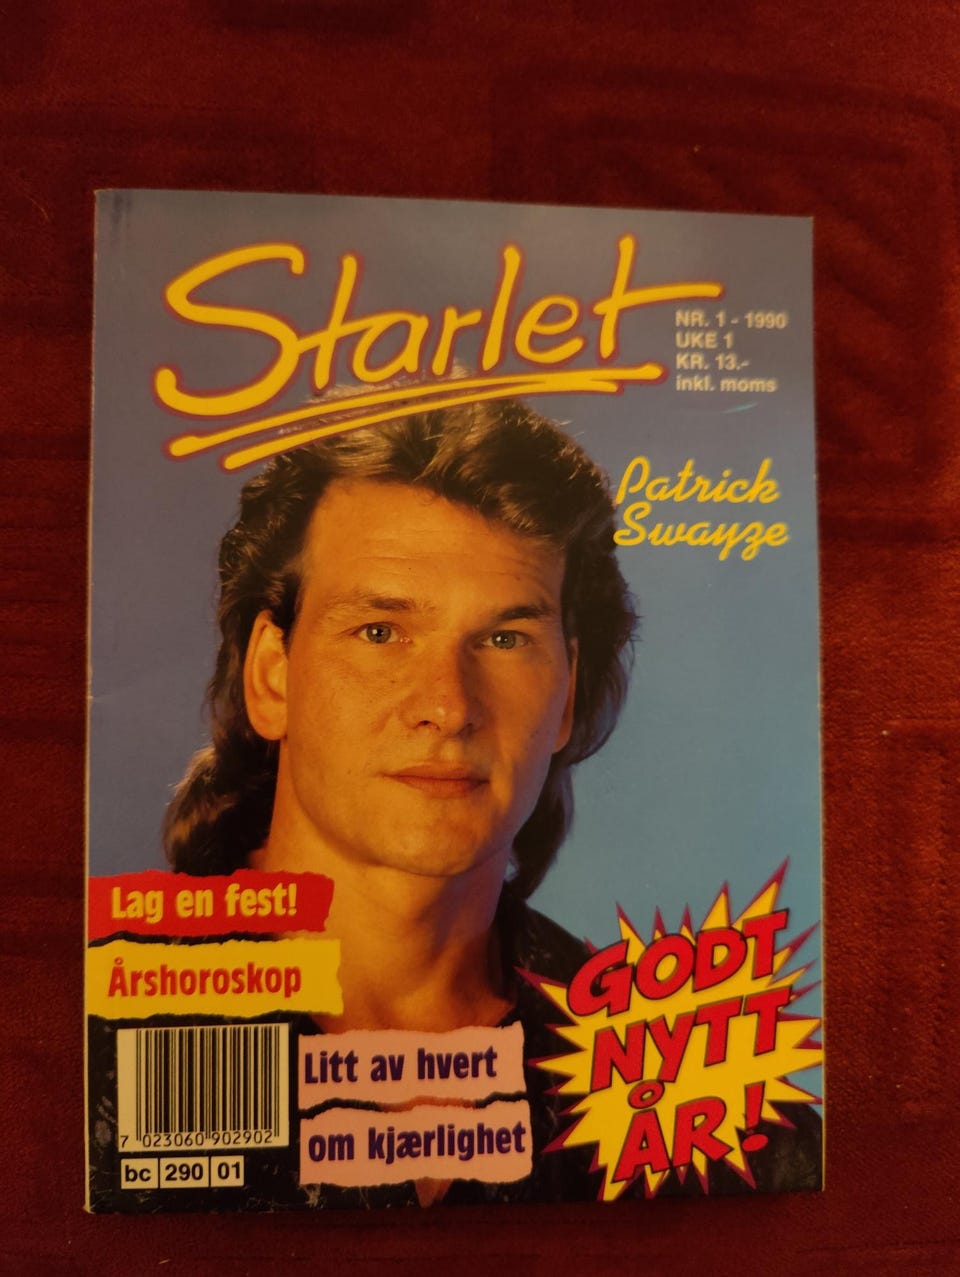 Starlet
NR. 1 - 1990
UKE 1
KR. 13.-
inkl. moms
Patrick
Swayze
Lag en fest!
Årshoroskop
Litt av hvert
om kjærlighet
GODT
NYTT
ÅR!
7 023060 902902
bc 290 01